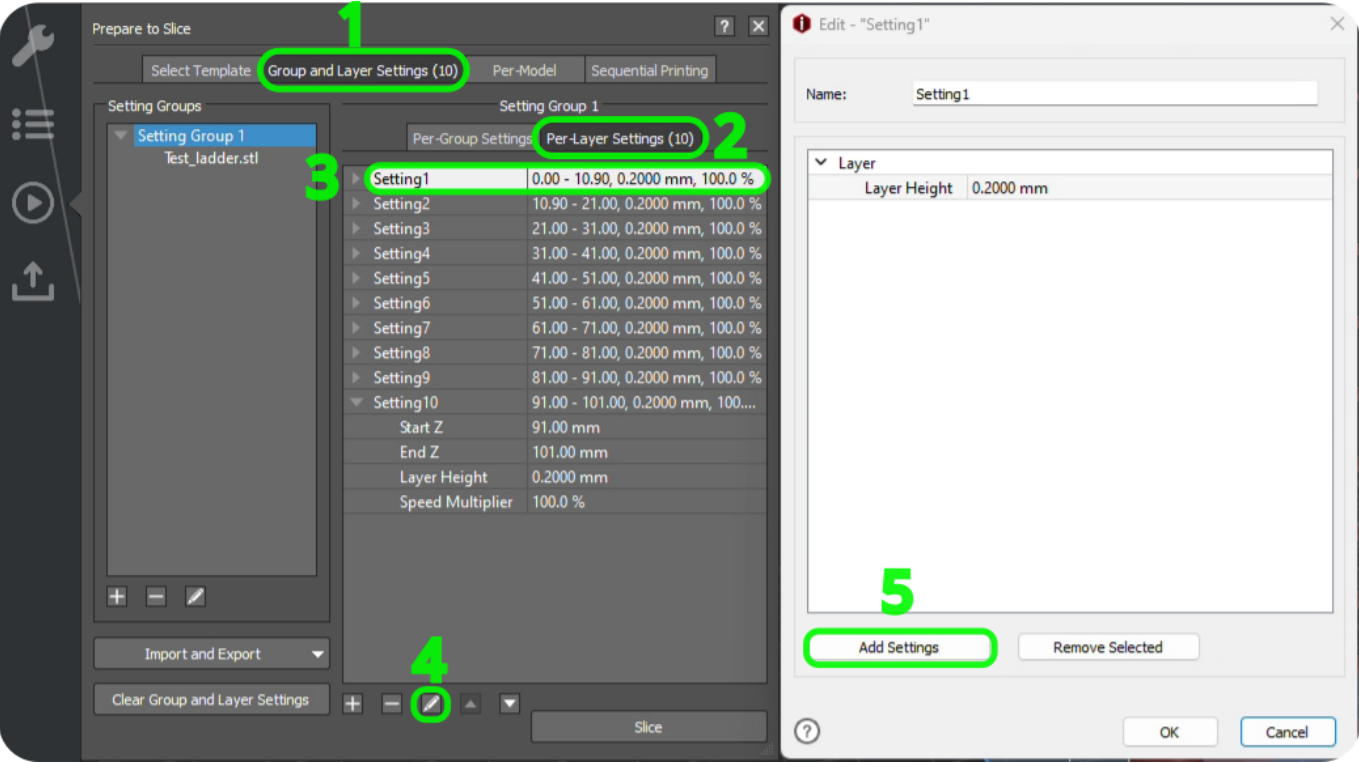 1
Prepare to Slice
?
Select Template
Group and Layer Settings (10)
Per-Model
Sequential Printing
Setting Groups
Setting Group 1
Test_ladder.stl
Setting Group 1
Per-Group Settings
Per-Layer Settings (10)
2
3
Setting1 0.00 - 10.90, 0.2000 mm, 100.0 %
Setting2 10.90 - 21.00, 0.2000 mm, 100.0 %
Setting3 21.00 - 31.00, 0.2000 mm, 100.0 %
Setting4 31.00 - 41.00, 0.2000 mm, 100.0 %
Setting5 41.00 - 51.00, 0.2000 mm, 100.0 %
Setting6 51.00 - 61.00, 0.2000 mm, 100.0 %
Setting7 61.00 - 71.00, 0.2000 mm, 100.0 %
Setting8 71.00 - 81.00, 0.2000 mm, 100.0 %
Setting9 81.00 - 91.00, 0.2000 mm, 100.0 %
Setting10 91.00 - 101.00, 0.2000 mm, 100....
Start Z 91.00 mm
End Z 101.00 mm
Layer Height 0.2000 mm
Speed Multiplier 100.0 %
Import and Export
Clear Group and Layer Settings
4
Slice
Edit - "Setting1"
Name: Setting1
Layer
Layer Height 0.2000 mm
5
Add Settings
Remove Selected
?
OK
Cancel